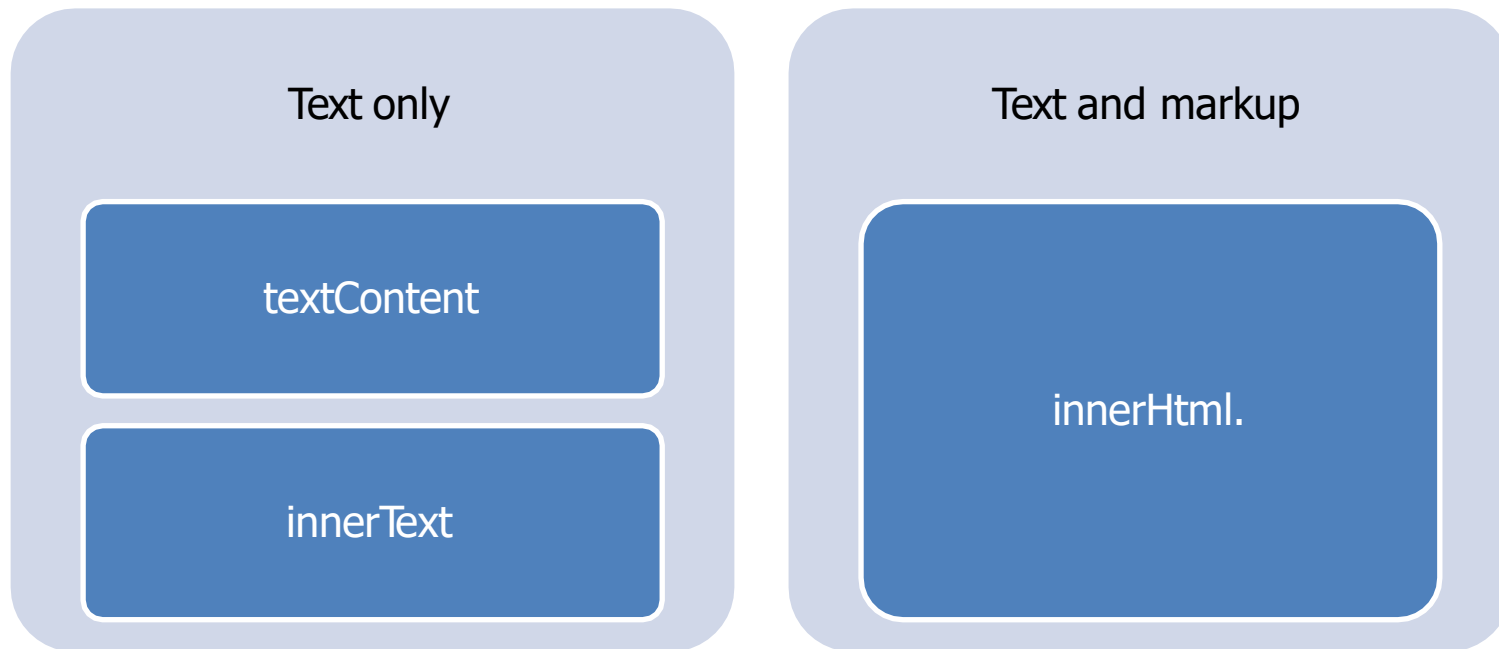 Text only
textContent
innerText
Text and markup
innerHtml.